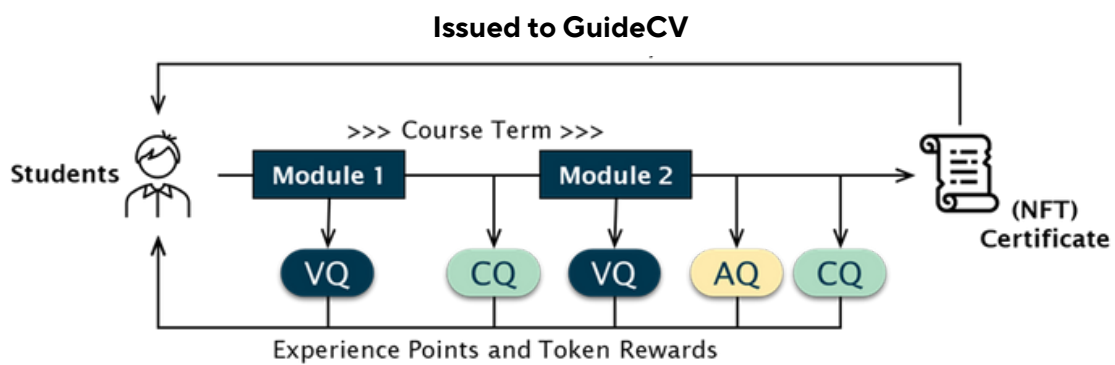 Issued to GuideCV
>>> Course Term >>>
Students
Module 1
Module 2
(NFT)
Certificate
VQ
CQ
VQ
AQ
CQ
Experience Points and Token Rewards